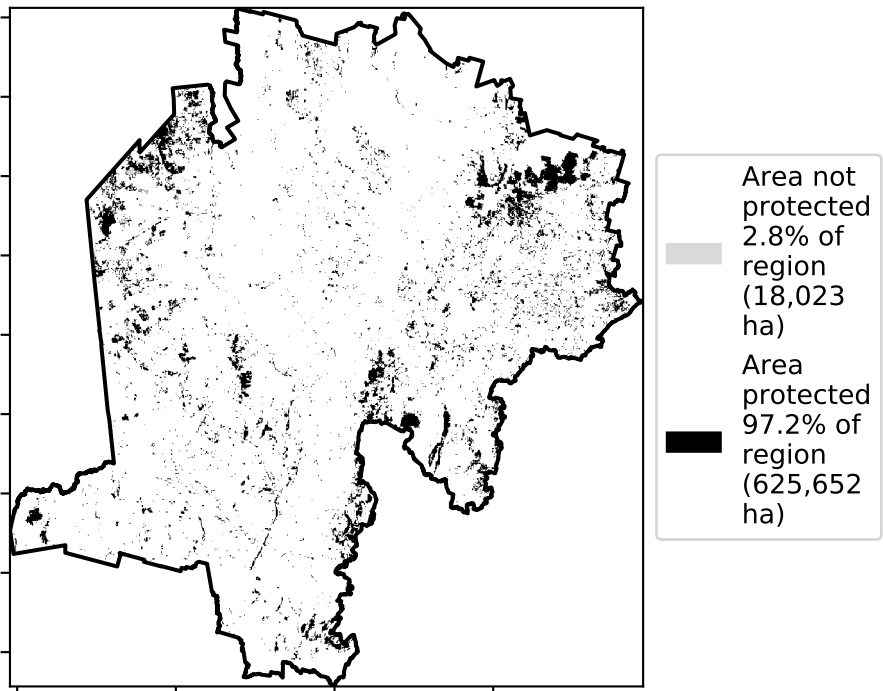 Area not
protected
2.8% of
region
(18,023
ha)
Area
protected
97.2% of
region
(625,652
ha)